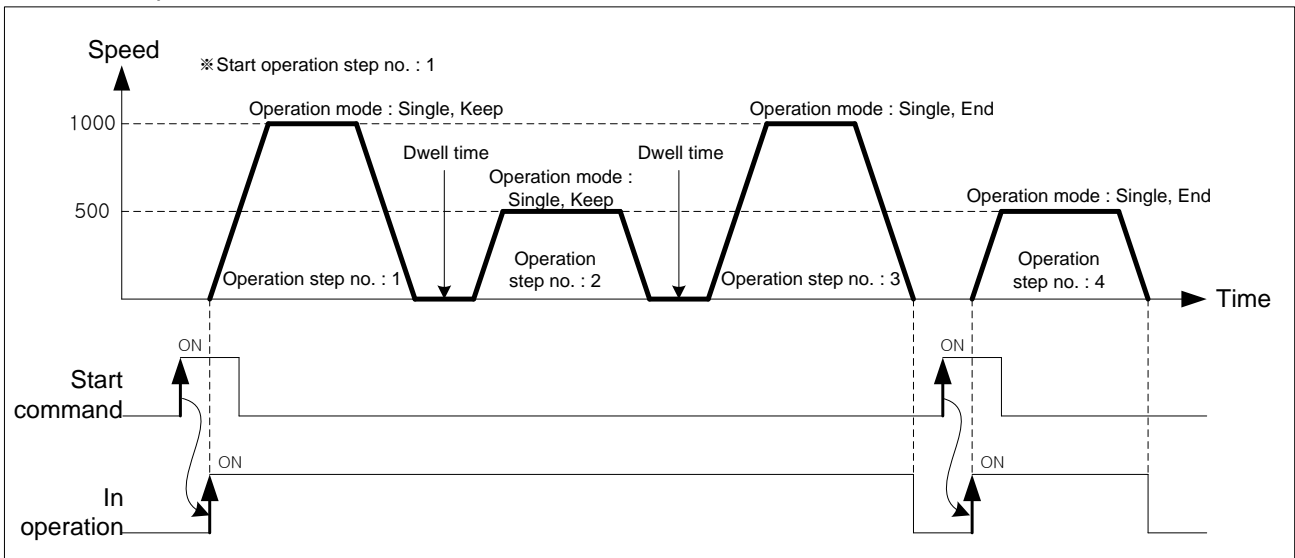 Speed
※Start operation step no. : 1
Operation mode : Single, Keep
Operation mode : Single, End
1000
Dwell time
Dwell time
Operation mode :
Single, Keep
Operation mode : Single, End
500
Operation step no. : 1
Operation
step no. : 2
Operation step no. : 3
Operation
step no. : 4
Time
ON
ON
Start
command
ON
ON
In
operation